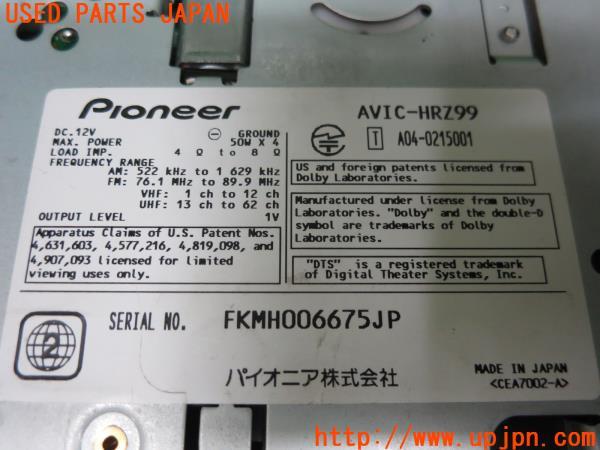 USED PARTS JAPAN
Pioneer
AVIC-HRZ99
DC.12V ⊖ GROUND
MAX. POWER 50W X 4
LOAD IMP. 4 Ω to 8 Ω
FREQUENCY RANGE
AM: 522 kHz to 1 629 kHz
FM: 76.1 MHz to 89.9 MHz
VHF: 1 ch to 12 ch
UHF: 13 ch to 62 ch
OUTPUT LEVEL 1V
Apparatus Claims of U.S. Patent Nos.
4,631,603, 4,577,216, 4,819,098, and
4,907,093 licensed for limited
viewing uses only.
T A04-0215001
US and foreign patents licensed from
Dolby Laboratories.
Manufactured under license from Dolby
Laboratories. "Dolby" and the double-D
symbol are trademarks of Dolby
Laboratories.
"DTS" is a registered trademark
of Digital Theater Systems, Inc.
2
SERIAL NO. FKMH006675JP
パイオニア株式会社
MADE IN JAPAN
<CEA7002-A>
http://www.upjpn.com